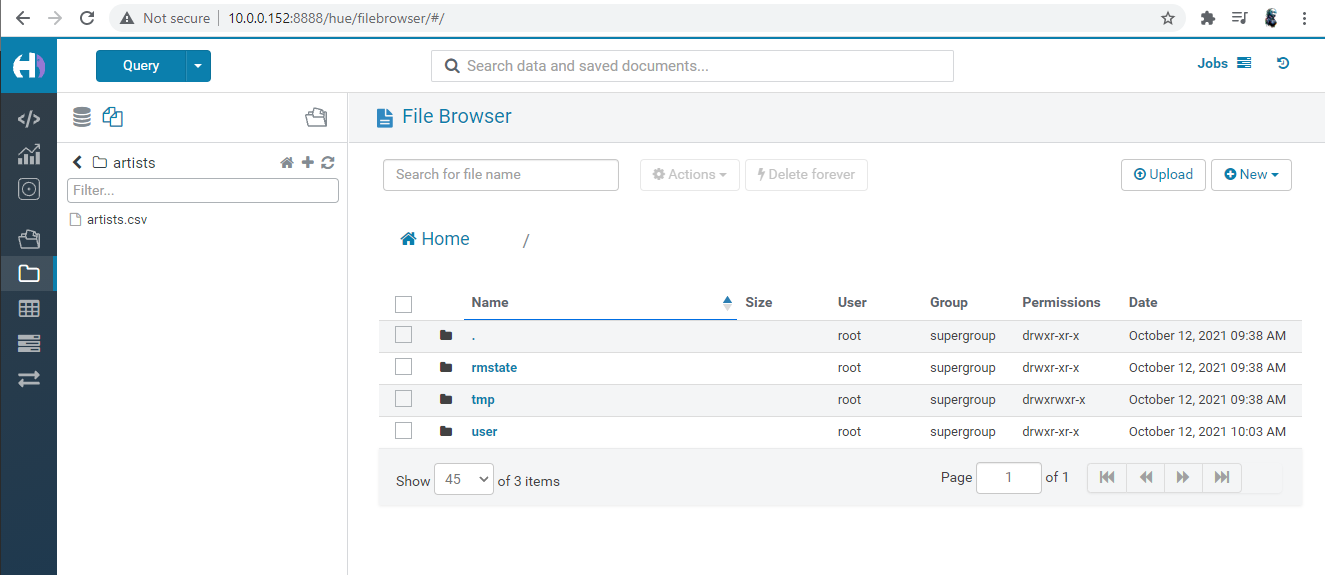 Not secure | 10.0.0.152:8888/hue/filebrowser/#/
Query
Search data and saved documents...
Jobs
File Browser
artists
Filter...
artists.csv
Search for file name
Actions
Delete forever
Upload
New
Home /
Name Size User Group Permissions Date
. root supergroup drwxr-xr-x October 12, 2021 09:38 AM
rmstate root supergroup drwxr-xr-x October 12, 2021 09:38 AM
tmp root supergroup drwxrwxr-x October 12, 2021 09:38 AM
user root supergroup drwxr-xr-x October 12, 2021 10:03 AM
Show 45 of 3 items Page 1 of 1